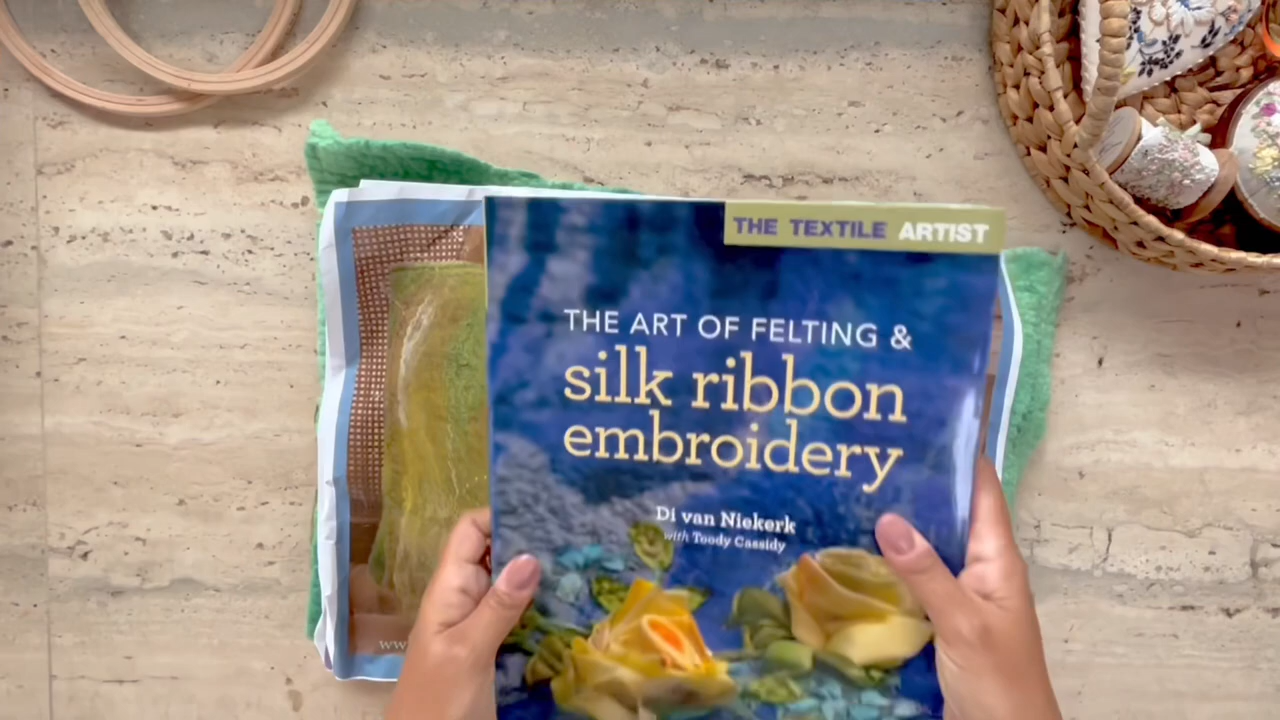 THE TEXTILE ARTIST
THE ART OF FELTING &
silk ribbon
embroidery
Di van Niekerk
with Toody Cassidy